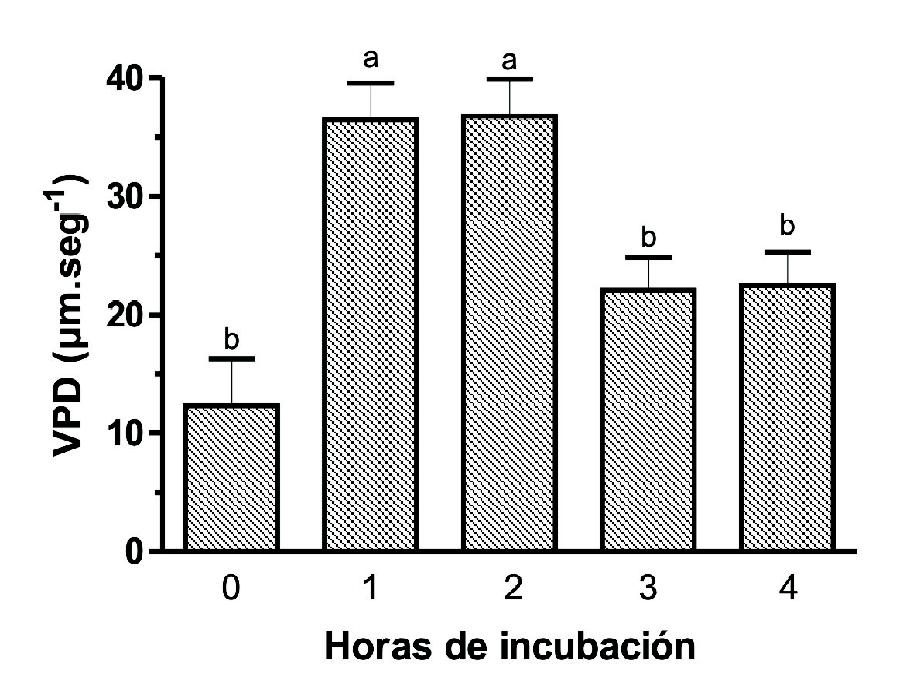 a a
40
30
b b
20
b
10
0
VPD (µm.seg-1)
0 1 2 3 4
Horas de incubación